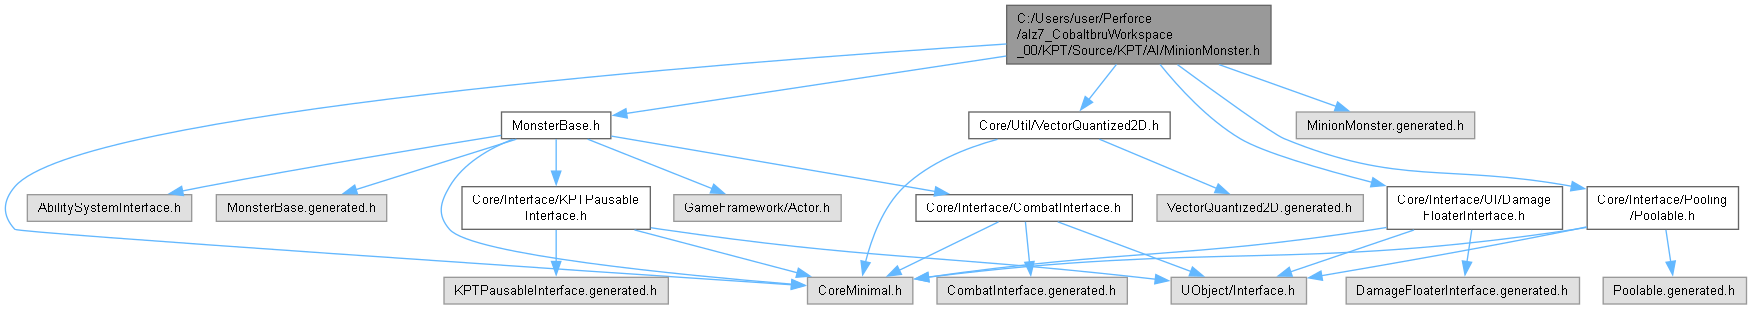 C:/Users/user/Perforce
/alz7_CobaltbruWorkspace
_00/KPT/Source/KPT/AI/MinionMonster.h
MonsterBase.h
Core/Util/VectorQuantized2D.h
MinionMonster.generated.h
AbilitySystemInterface.h
MonsterBase.generated.h
Core/Interface/KPTPausable
Interface.h
GameFramework/Actor.h
Core/Interface/CombatInterface.h
VectorQuantized2D.generated.h
Core/Interface/UI/Damage
FloaterInterface.h
Core/Interface/Pooling
/Poolable.h
KPTPausableInterface.generated.h
CoreMinimal.h
CombatInterface.generated.h
UObject/Interface.h
DamageFloaterInterface.generated.h
Poolable.generated.h